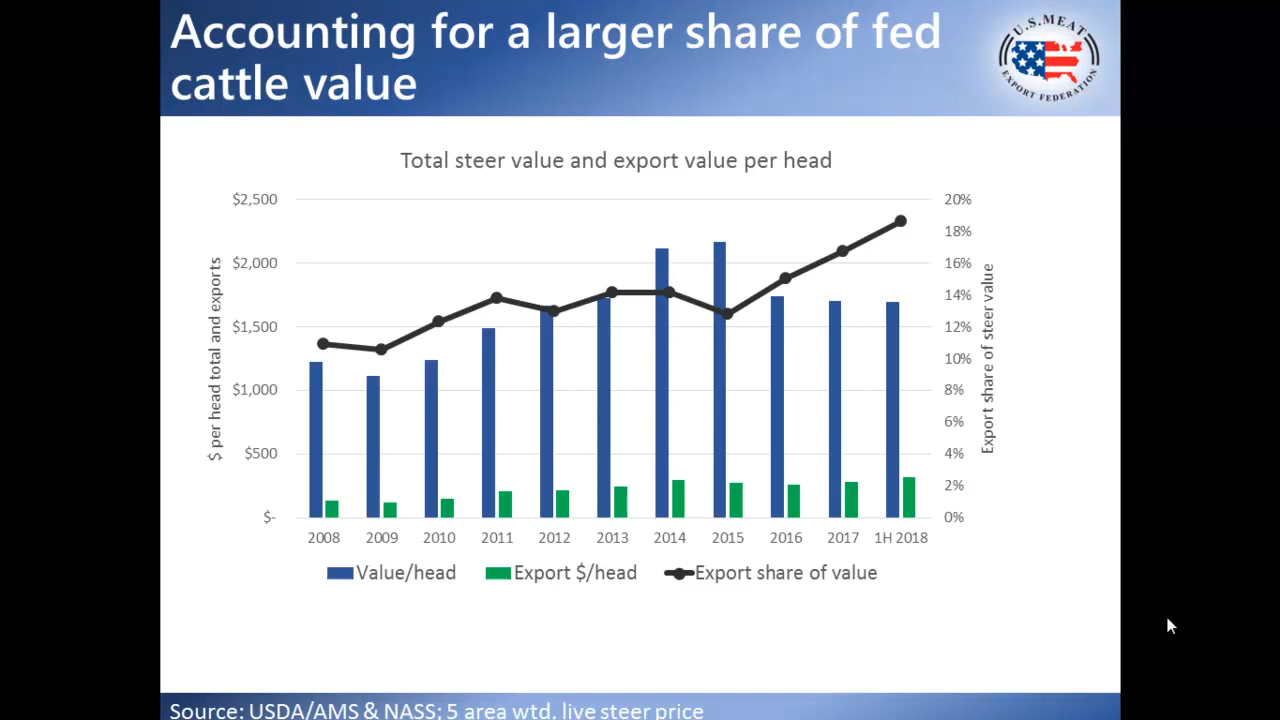 Accounting for a larger share of fed
cattle value
U.S. MEAT
EXPORT FEDERATION
Total steer value and export value per head
$ per head total and exports
$2,500
$2,000
$1,500
$1,000
$500
$-
20%
18%
16%
14%
12%
10%
8%
6%
4%
2%
0%
Export share of steer value
2008 2009 2010 2011 2012 2013 2014 2015 2016 2017 1H 2018
Value/head Export $/head Export share of value
Source: USDA/AMS & NASS; 5 area wtd. live steer price